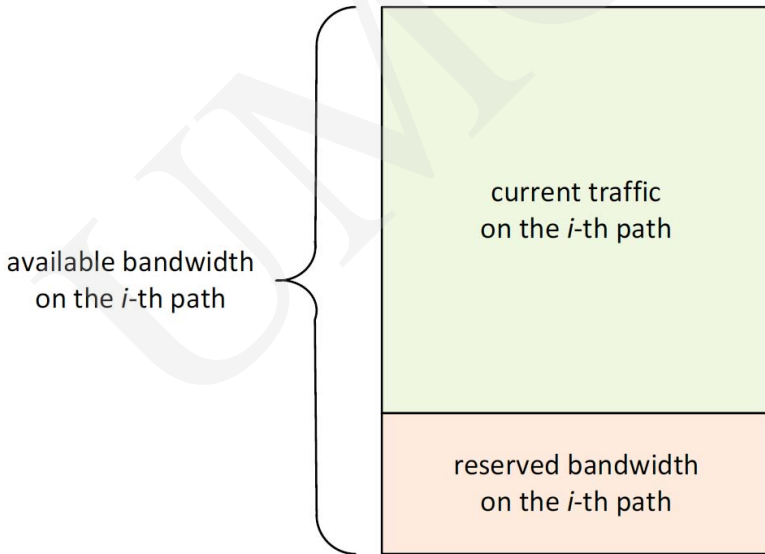 current traffic
on the i-th path
available bandwidth
on the i-th path
reserved bandwidth
on the i-th path